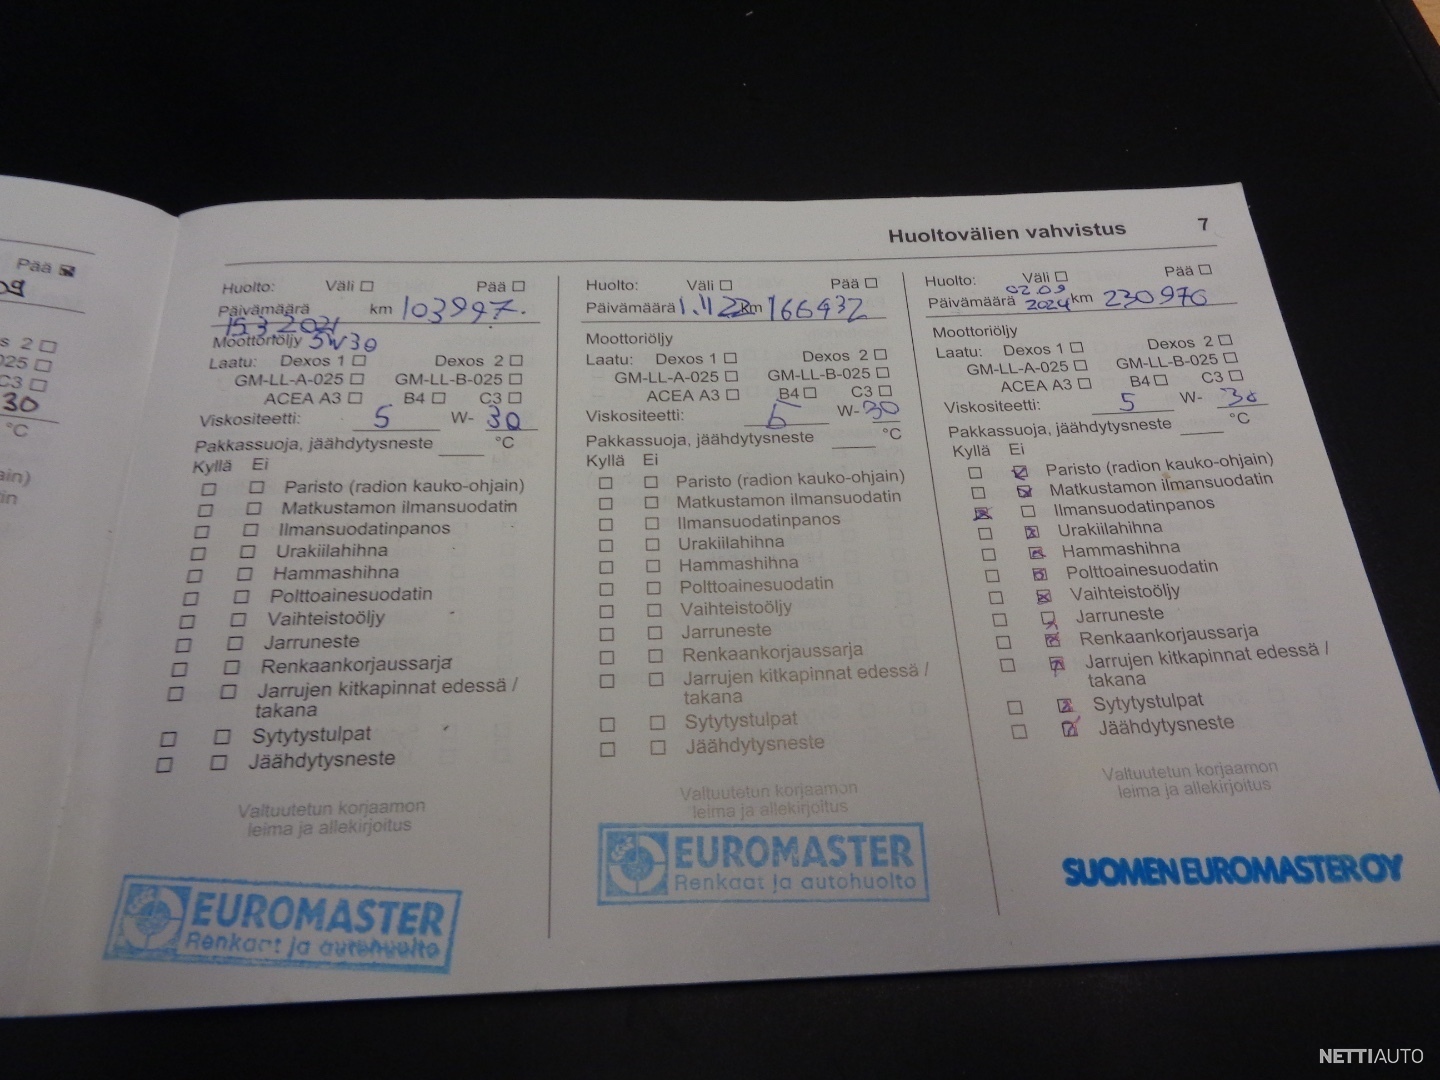 Huoltovälien vahvistus 7
Pää
09
s 2
025
C3
30
°C
ain)
in
Huolto: Väli Pää
Päivämäärä km 103997.
15.3 2021
Moottoriöljy 5W30
Laatu: Dexos 1 Dexos 2
GM-LL-A-025 GM-LL-B-025
ACEA A3 B4 C3
Viskositeetti: 5 W- 30
Pakkassuoja, jäähdytysneste °C
Kyllä Ei
Paristo (radion kauko-ohjain)
Matkustamon ilmansuodatin
Ilmansuodatinpanos
Urakiilahihna
Hammashihna
Polttoainesuodatin
Vaihteistoöljy
Jarruneste
Renkaankorjaussarja
Jarrujen kitkapinnat edessä /
takana
Sytytystulpat
Jäähdytysneste
Valtuutetun korjaamon
leima ja allekirjoitus
EUROMASTER
Renkaat ja autohuolto
Huolto: Väli Pää
Päivämäärä 1.1122 km 166432
Moottoriöljy
Laatu: Dexos 1 Dexos 2
GM-LL-A-025 GM-LL-B-025
ACEA A3 B4 C3
Viskositeetti: 5 W- 30
Pakkassuoja, jäähdytysneste °C
Kyllä Ei
Paristo (radion kauko-ohjain)
Matkustamon ilmansuodatin
Ilmansuodatinpanos
Urakiilahihna
Hammashihna
Polttoainesuodatin
Vaihteistoöljy
Jarruneste
Renkaankorjaussarja
Jarrujen kitkapinnat edessä /
takana
Sytytystulpat
Jäähdytysneste
Valtuutetun korjaamon
leima ja allekirjoitus
EUROMASTER
Renkaat ja autohuolto
Huolto: Väli Pää
02.09
Päivämäärä 2024 km 230976
Moottoriöljy
Laatu: Dexos 1 Dexos 2
GM-LL-A-025 GM-LL-B-025
ACEA A3 B4 C3
Viskositeetti: 5 W- 30
Pakkassuoja, jäähdytysneste °C
Kyllä Ei
Paristo (radion kauko-ohjain)
Matkustamon ilmansuodatin
Ilmansuodatinpanos
Urakiilahihna
Hammashihna
Polttoainesuodatin
Vaihteistoöljy
Jarruneste
Renkaankorjaussarja
Jarrujen kitkapinnat edessä /
takana
Sytytystulpat
Jäähdytysneste
Valtuutetun korjaamon
leima ja allekirjoitus
SUOMEN EUROMASTER OY
NETTIAUTO